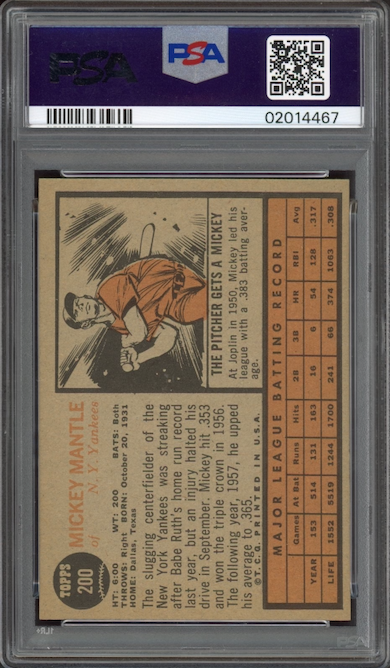 PSA
PSA
02014467
TOPPS
200
MICKEY MANTLE
of - N. Y. Yankees
HT: 6:00 WT: 200 BATS: Both
THROWS: Right BORN: October 20, 1931
HOME: Dallas, Texas
The slugging centerfielder of the
New York Yankees was streaking
after Babe Ruth's home run record
last year, but an injury halted his
drive in September. Mickey hit .353
and won the triple crown in 1956.
The following year, 1957, he upped
his average to .365.
©T.C.G. PRINTED IN U.S.A.
THE PITCHER GETS A MICKEY
At Joplin in 1950, Mickey led his
league with a .383 batting aver-
age.
MAJOR LEAGUE BATTING RECORD
Games At Bat Runs Hits 2B 3B HR RBI Avg
YEAR 153 514 131 163 16 6 54 128 .317
LIFE 1552 5519 1244 1700 241 66 374 1063 .308